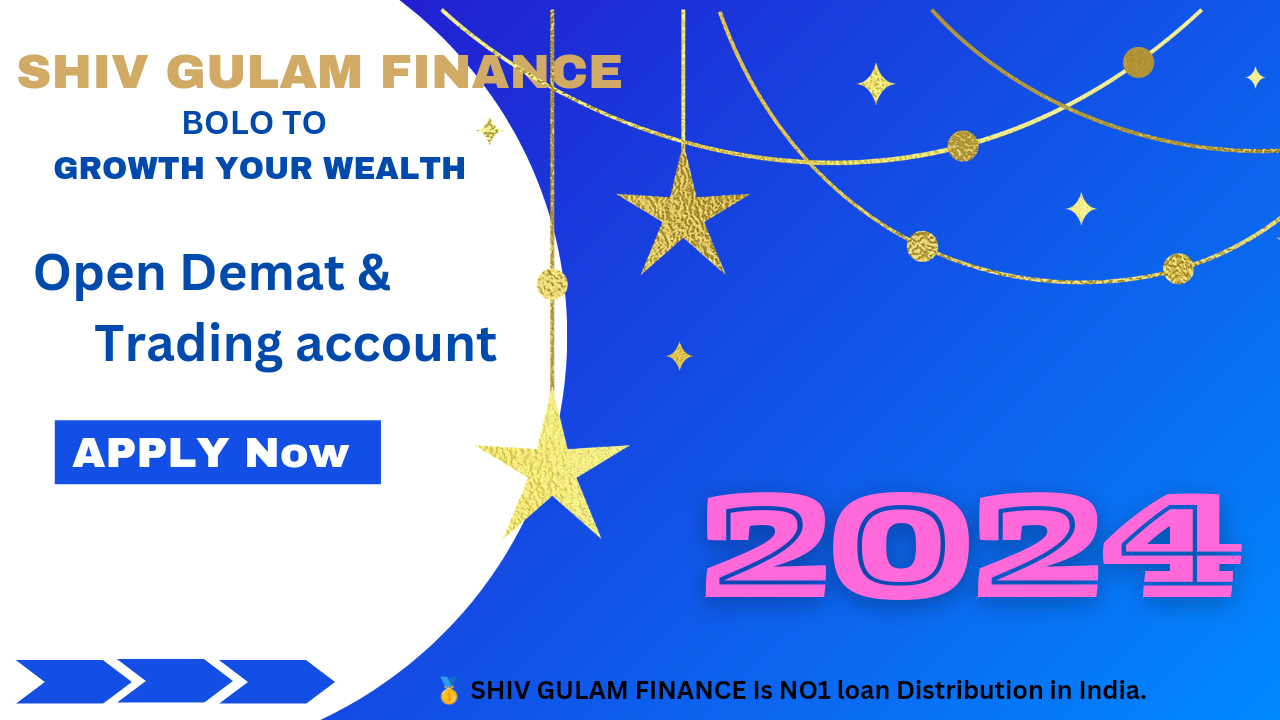 SHIV GULAM FINANCE
BOLO TO
GROWTH YOUR WEALTH
Open Demat &
Trading account
APPLY Now
2024
🥇 SHIV GULAM FINANCE Is NO1 loan Distribution in India.